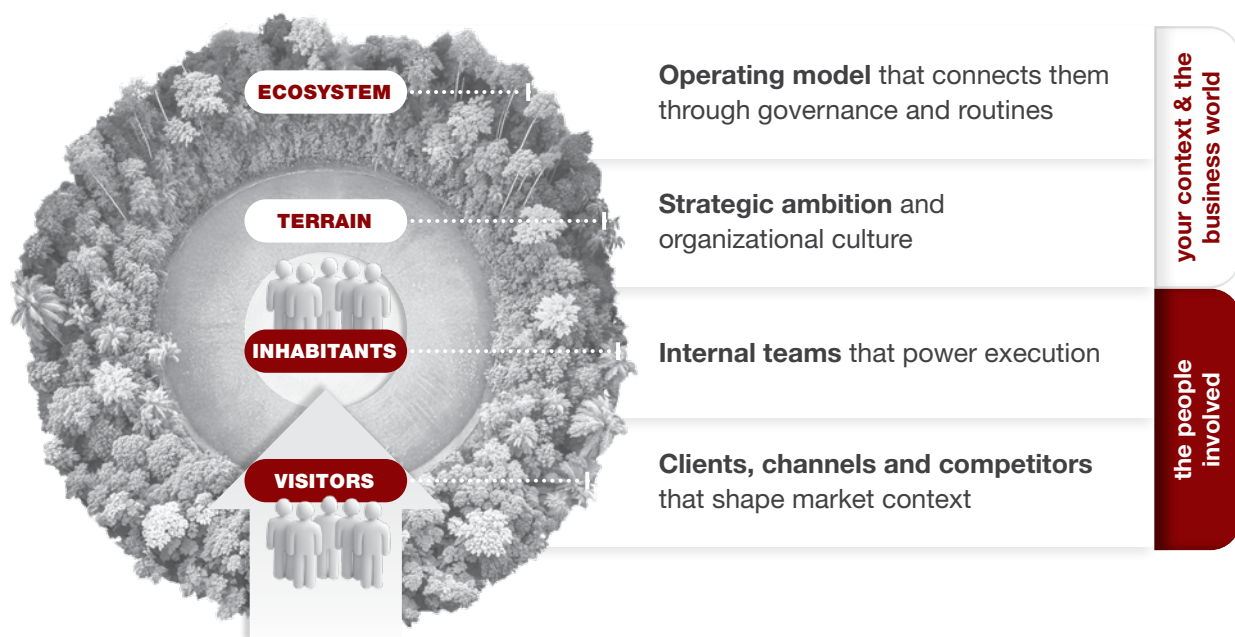 ECOSYSTEM
Operating model that connects them
through governance and routines
TERRAIN
Strategic ambition and
organizational culture
your context & the
business world
INHABITANTS
Internal teams that power execution
VISITORS
Clients, channels and competitors
that shape market context
the people
involved